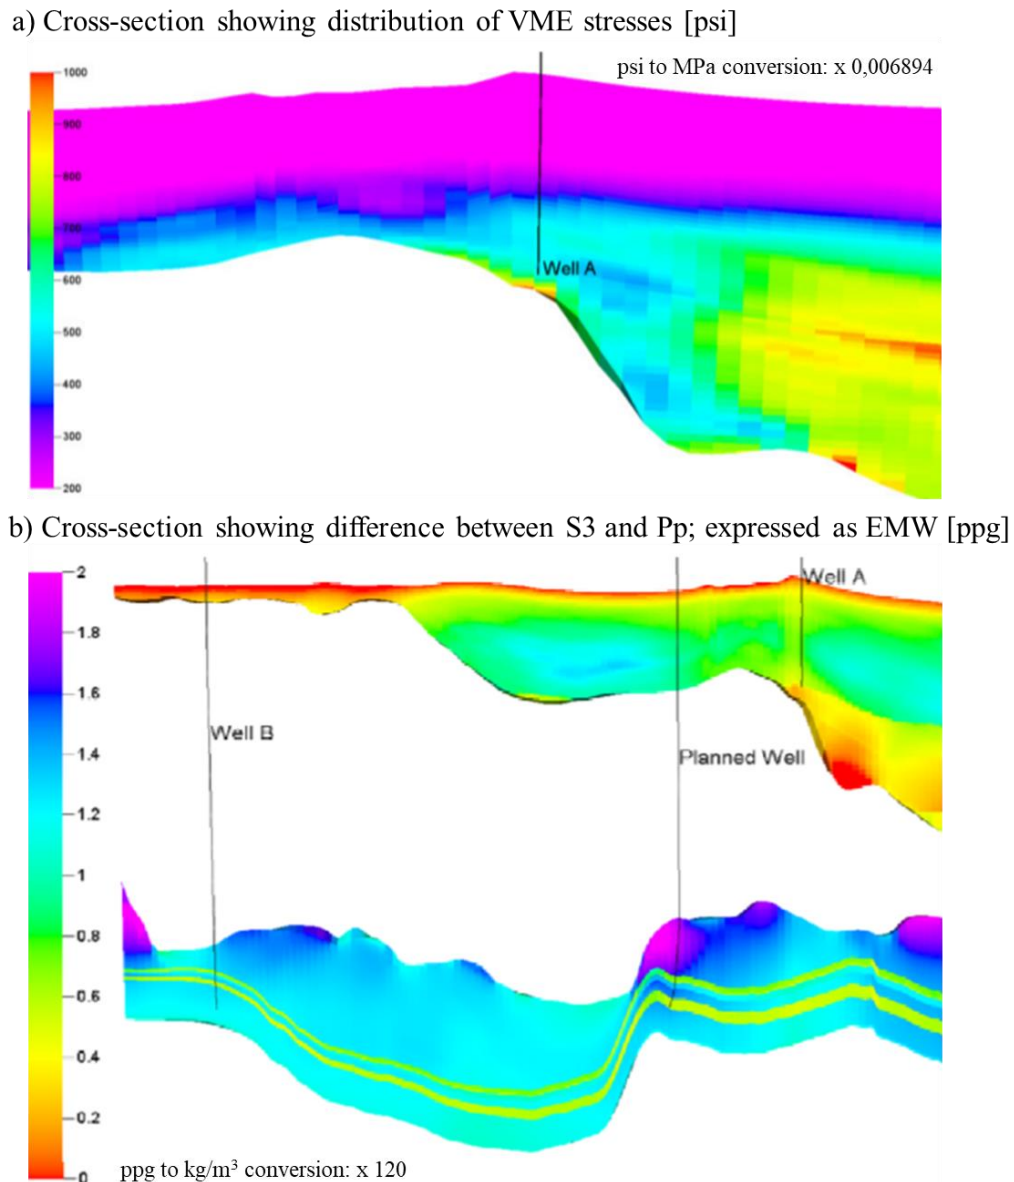 a) Cross-section showing distribution of VME stresses [psi]
psi to MPa conversion: x 0,006894
1000
900
800
700
600
500
400
300
200
Well A
b) Cross-section showing difference between S3 and Pp; expressed as EMW [ppg]
2
1.8
1.6
1.4
1.2
1
0.8
0.6
0.4
0.2
0
Well A
Well B
Planned Well
ppg to kg/m³ conversion: x 120